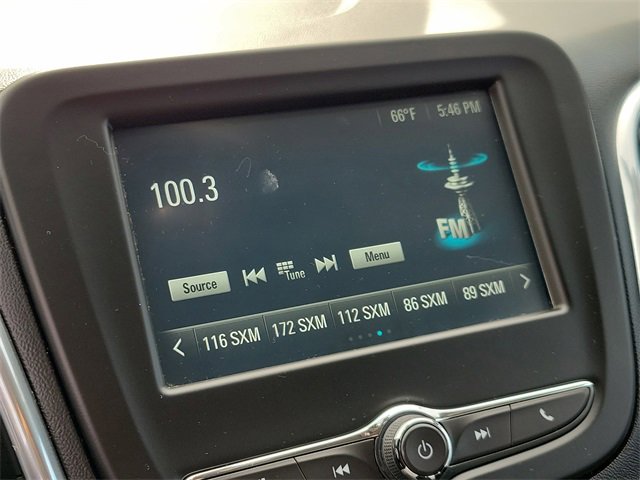 66°F 5:46 PM
100.3
FM
Source Tune Menu
116 SXM 172 SXM 112 SXM 86 SXM 89 SXM